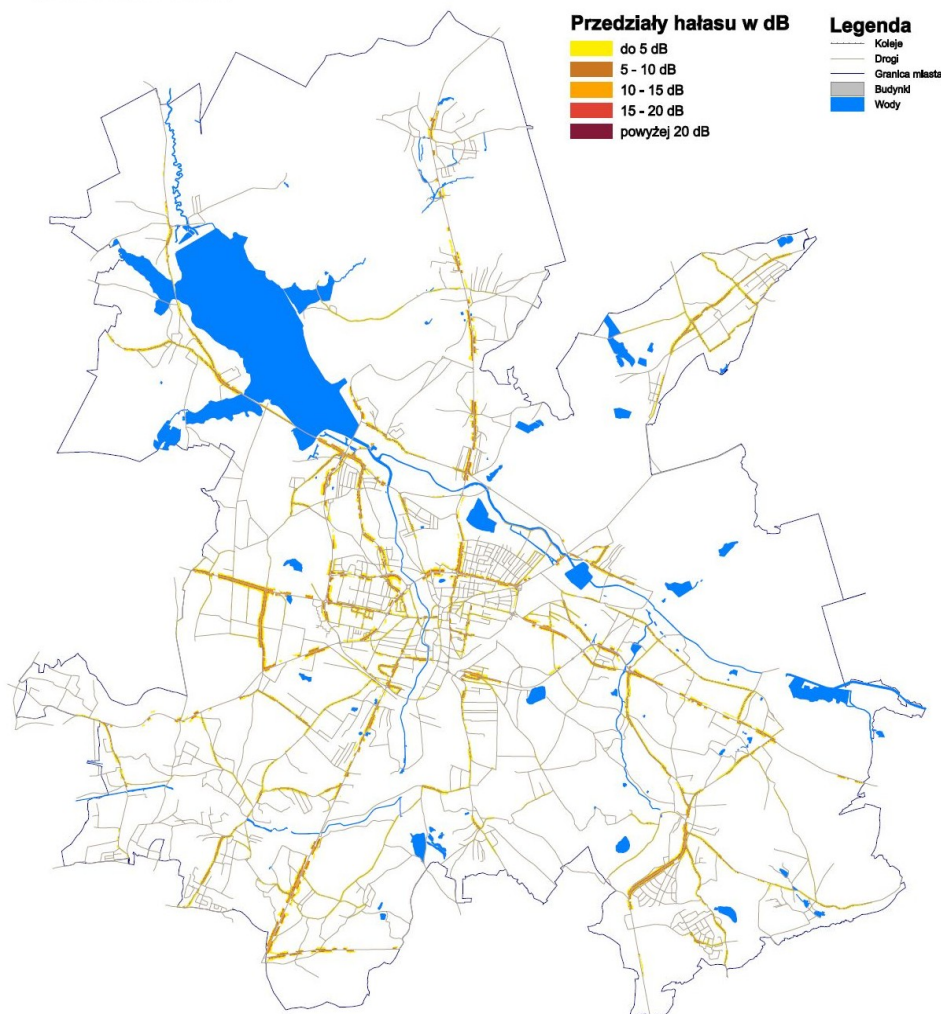 Przedziały hałasu w dB
do 5 dB
5 - 10 dB
10 - 15 dB
15 - 20 dB
powyżej 20 dB
Legenda
Koleje
Drogi
Granica miasta
Budynki
Wody